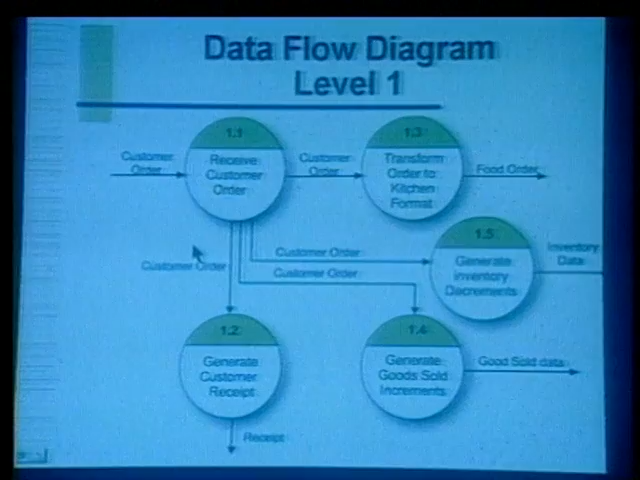 Data Flow Diagram
Level 1
1.1
Receive
Customer
Order
1.3
Transform
Order to
Kitchen
Format
Customer
Order
Customer
Order
Food Order
1.5
Generate
Inventory
Decrements
Inventory
Data
Customer Order
Customer Order
Customer Order
1.2
Generate
Customer
Receipt
1.4
Generate
Goods Sold
Increments
Good Sold data
Receipt